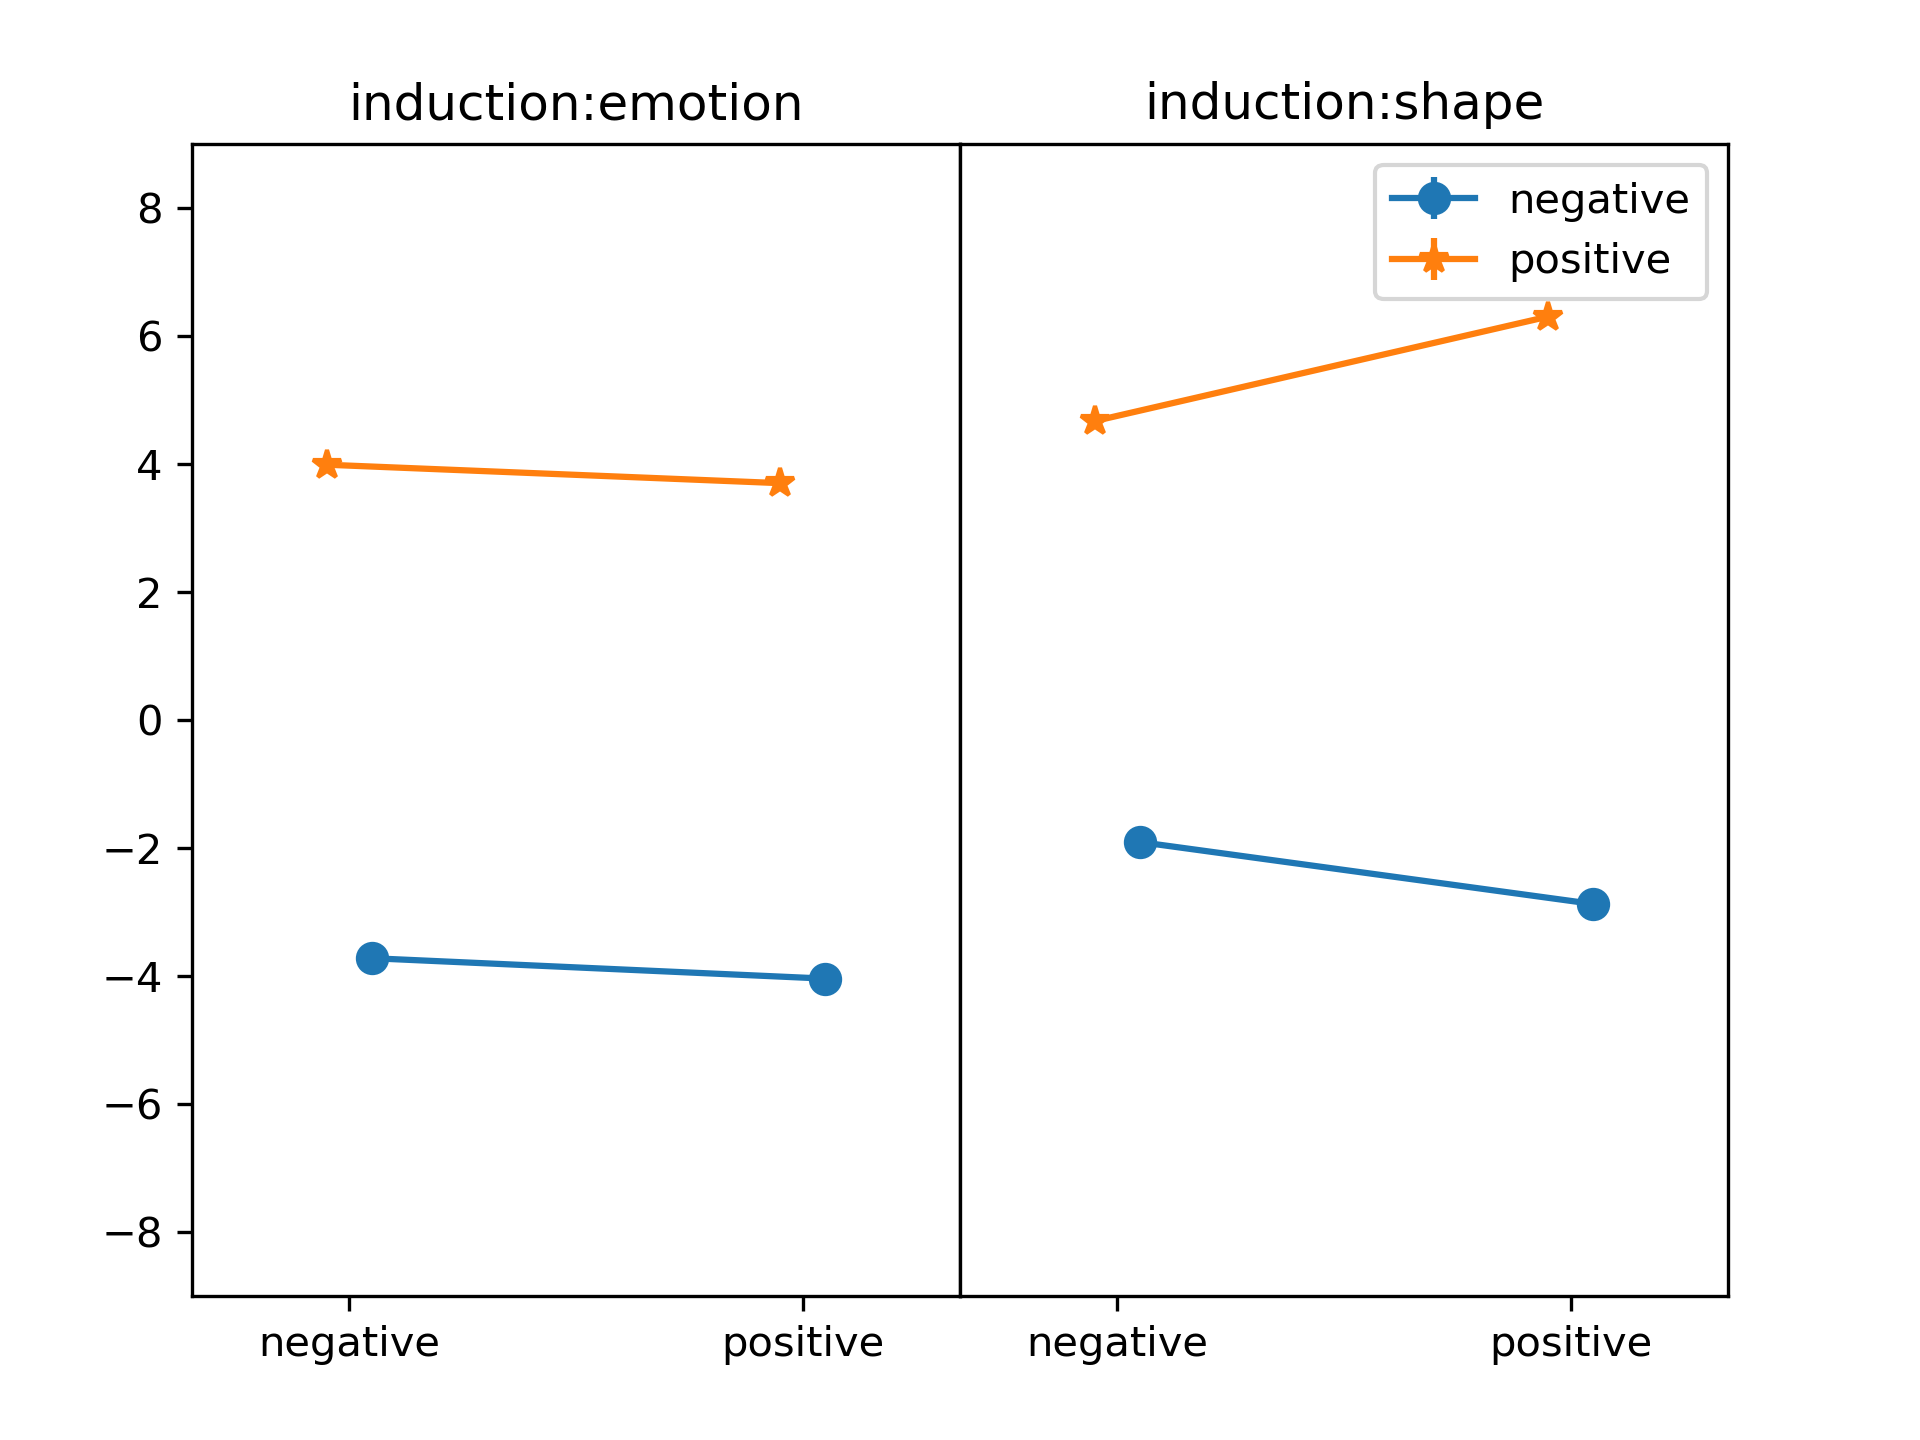 induction:emotion
induction:shape
negative
positive
8
6
4
2
0
−2
−4
−6
−8
negative
positive
negative
positive